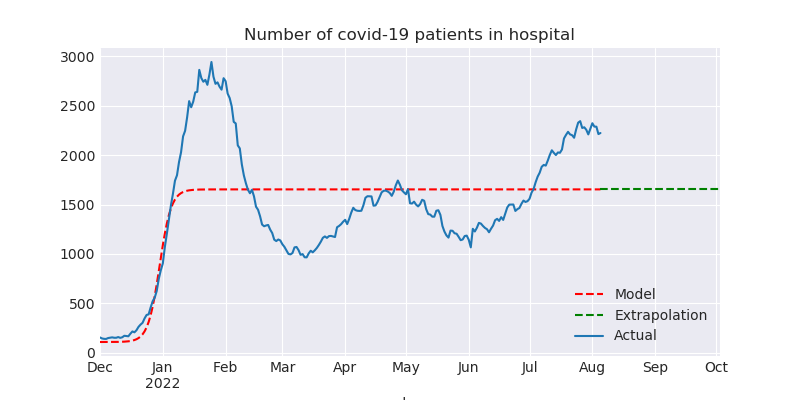 Number of covid-19 patients in hospital
3000
2500
2000
1500
1000
500
0
Model
Extrapolation
Actual
Dec Jan Feb Mar Apr May Jun Jul Aug Sep Oct
2022